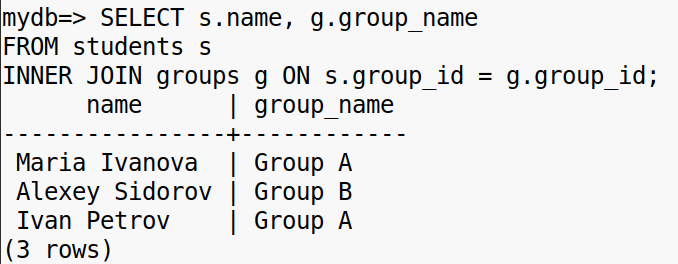 mydb=> SELECT s.name, g.group_name
FROM students s
INNER JOIN groups g ON s.group_id = g.group_id;
      name      | group_name
----------------+------------
 Maria Ivanova  | Group A
 Alexey Sidorov | Group B
 Ivan Petrov    | Group A
(3 rows)